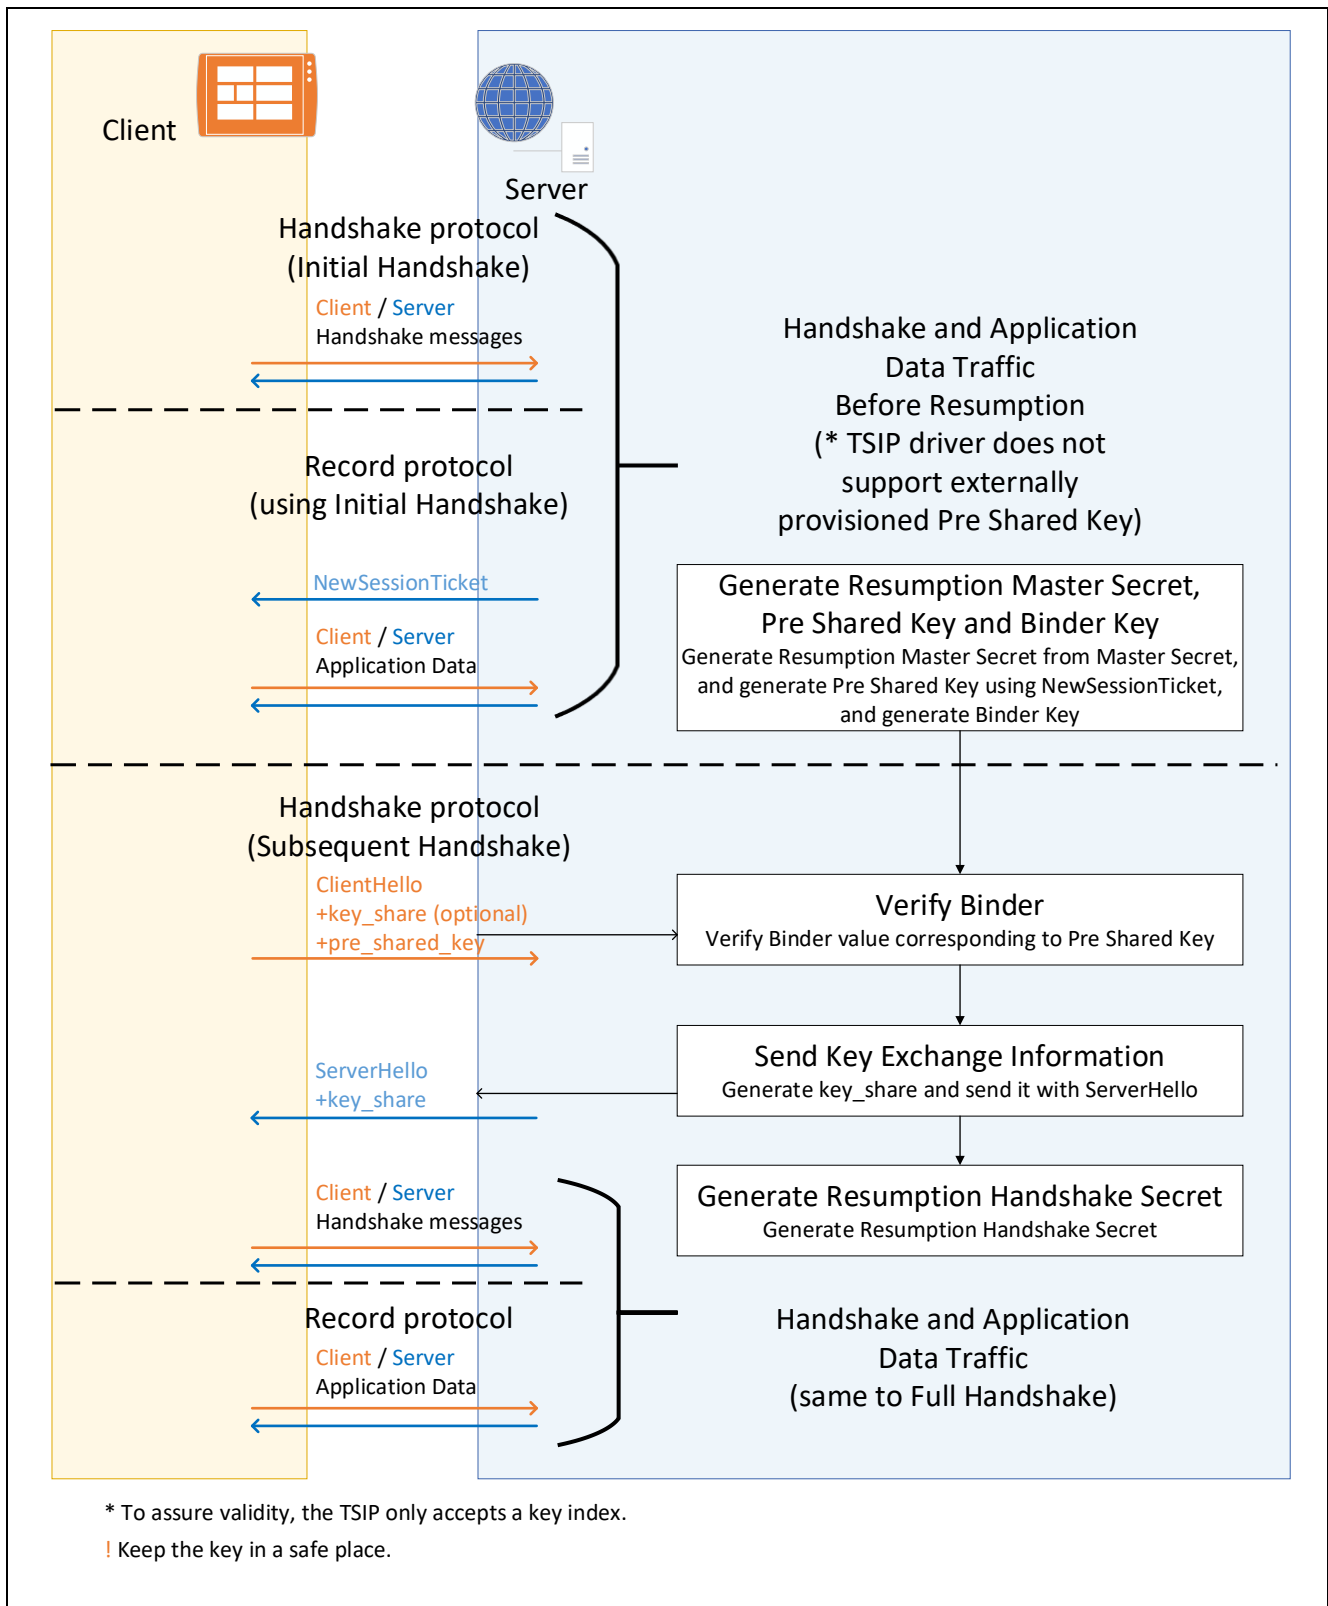 Client
Server
Handshake protocol
(Initial Handshake)
Client / Server
Handshake messages
Handshake and Application
Data Traffic
Before Resumption
(* TSIP driver does not
support externally
provisioned Pre Shared Key)
Record protocol
(using Initial Handshake)
NewSessionTicket
Client / Server
Application Data
Generate Resumption Master Secret,
Pre Shared Key and Binder Key
Generate Resumption Master Secret from Master Secret,
and generate Pre Shared Key using NewSessionTicket,
and generate Binder Key
Handshake protocol
(Subsequent Handshake)
ClientHello
+key_share (optional)
+pre_shared_key
Verify Binder
Verify Binder value corresponding to Pre Shared Key
Send Key Exchange Information
Generate key_share and send it with ServerHello
ServerHello
+key_share
Client / Server
Handshake messages
Generate Resumption Handshake Secret
Generate Resumption Handshake Secret
Record protocol
Client / Server
Application Data
Handshake and Application
Data Traffic
(same to Full Handshake)
* To assure validity, the TSIP only accepts a key index.
! Keep the key in a safe place.